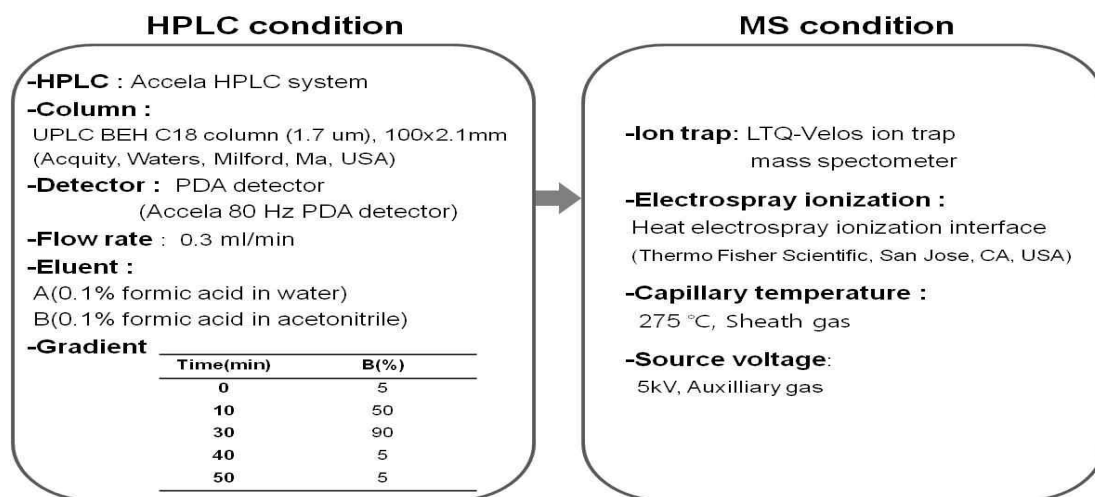 HPLC condition
-HPLC : Accela HPLC system
-Column :
UPLC BEH C18 column (1.7 um), 100x2.1mm
(Acquity, Waters, Milford, Ma, USA)
-Detector : PDA detector
(Accela 80 Hz PDA detector)
-Flow rate : 0.3 ml/min
-Eluent :
A(0.1% formic acid in water)
B(0.1% formic acid in acetonitrile)
-Gradient
Time(min) B(%)
0 5
10 50
30 90
40 5
50 5
MS condition
-Ion trap: LTQ-Velos ion trap
mass spectometer
-Electrospray ionization :
Heat electrospray ionization interface
(Thermo Fisher Scientific, San Jose, CA, USA)
-Capillary temperature :
275 ℃, Sheath gas
-Source voltage:
5kV, Auxilliary gas